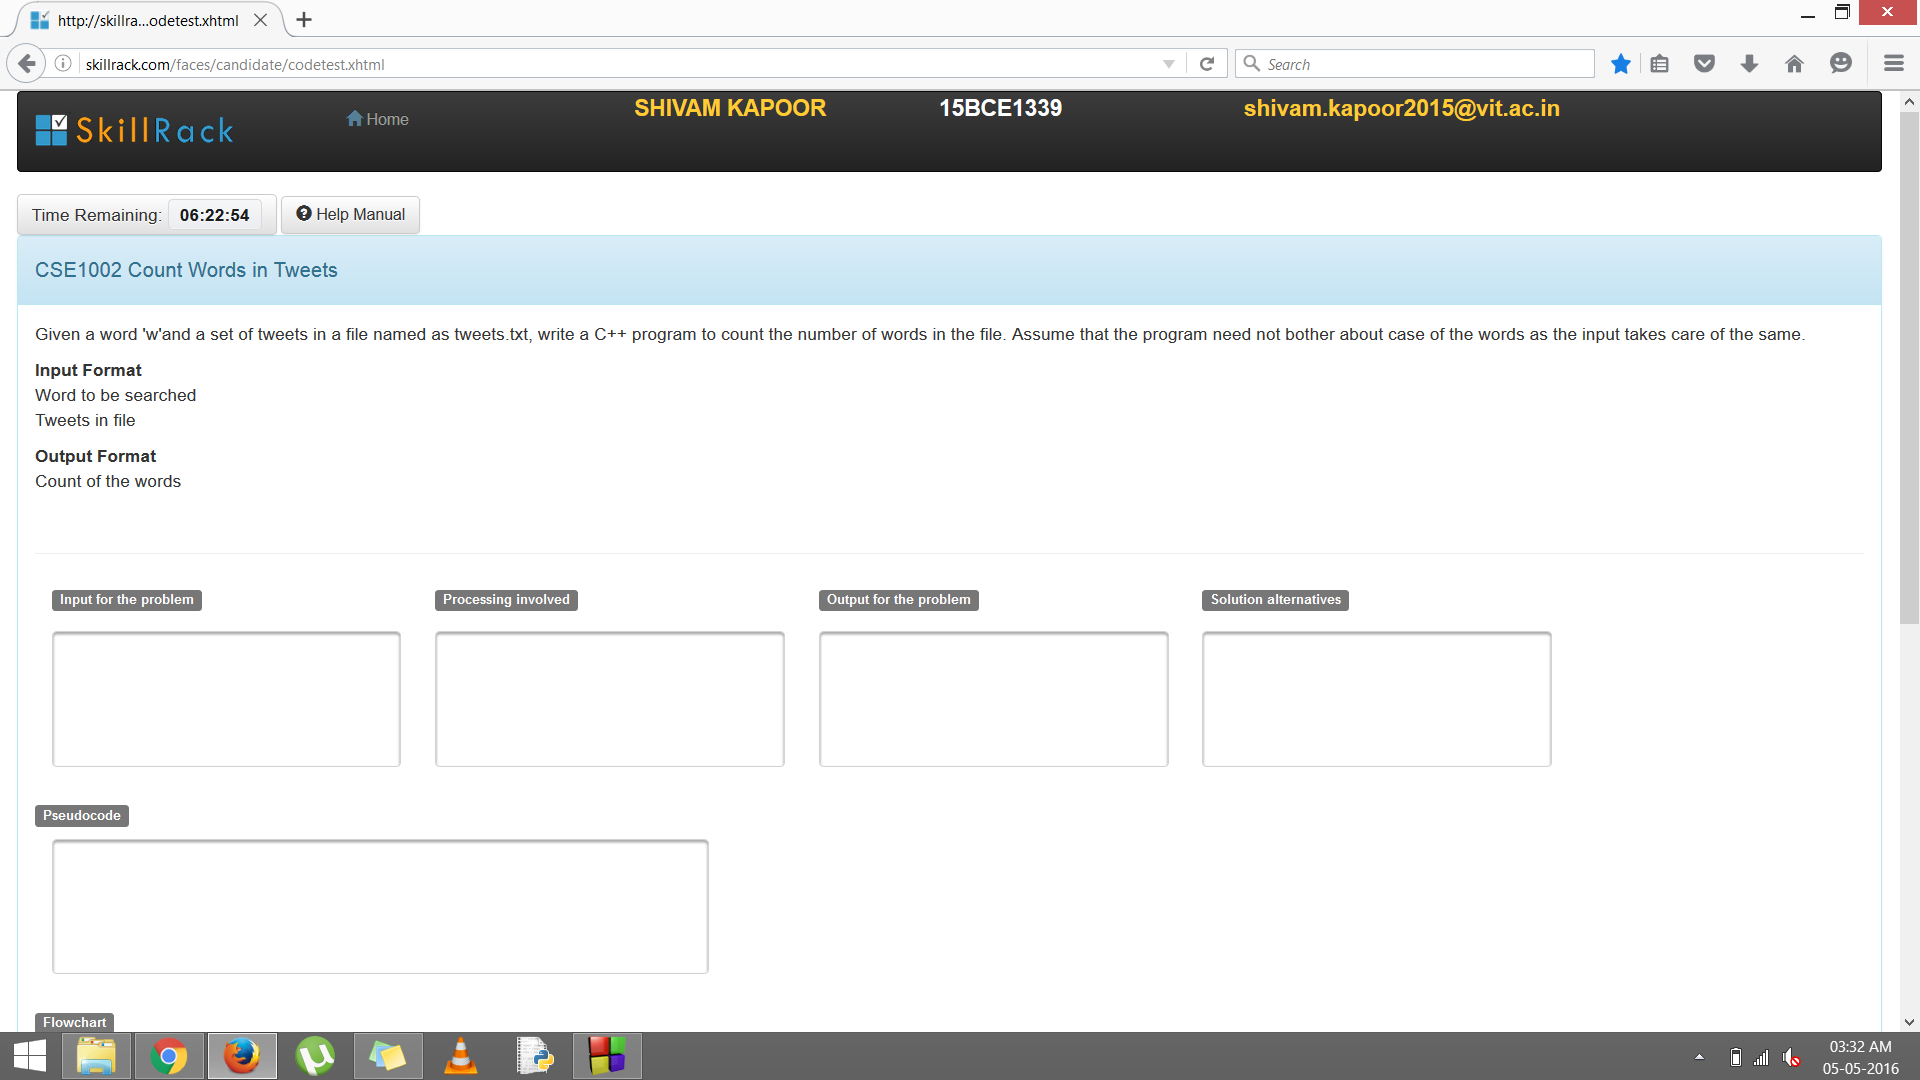 http://skillra...odetest.xhtml
skillrack.com/faces/candidate/codetest.xhtml
Search
SkillRack
Home
SHIVAM KAPOOR
15BCE1339
shivam.kapoor2015@vit.ac.in
Time Remaining: 06:22:54
Help Manual
CSE1002 Count Words in Tweets
Given a word 'w'and a set of tweets in a file named as tweets.txt, write a C++ program to count the number of words in the file. Assume that the program need not bother about case of the words as the input takes care of the same.
Input Format
Word to be searched
Tweets in file
Output Format
Count of the words
Input for the problem
Processing involved
Output for the problem
Solution alternatives
Pseudocode
Flowchart
03:32 AM
05-05-2016